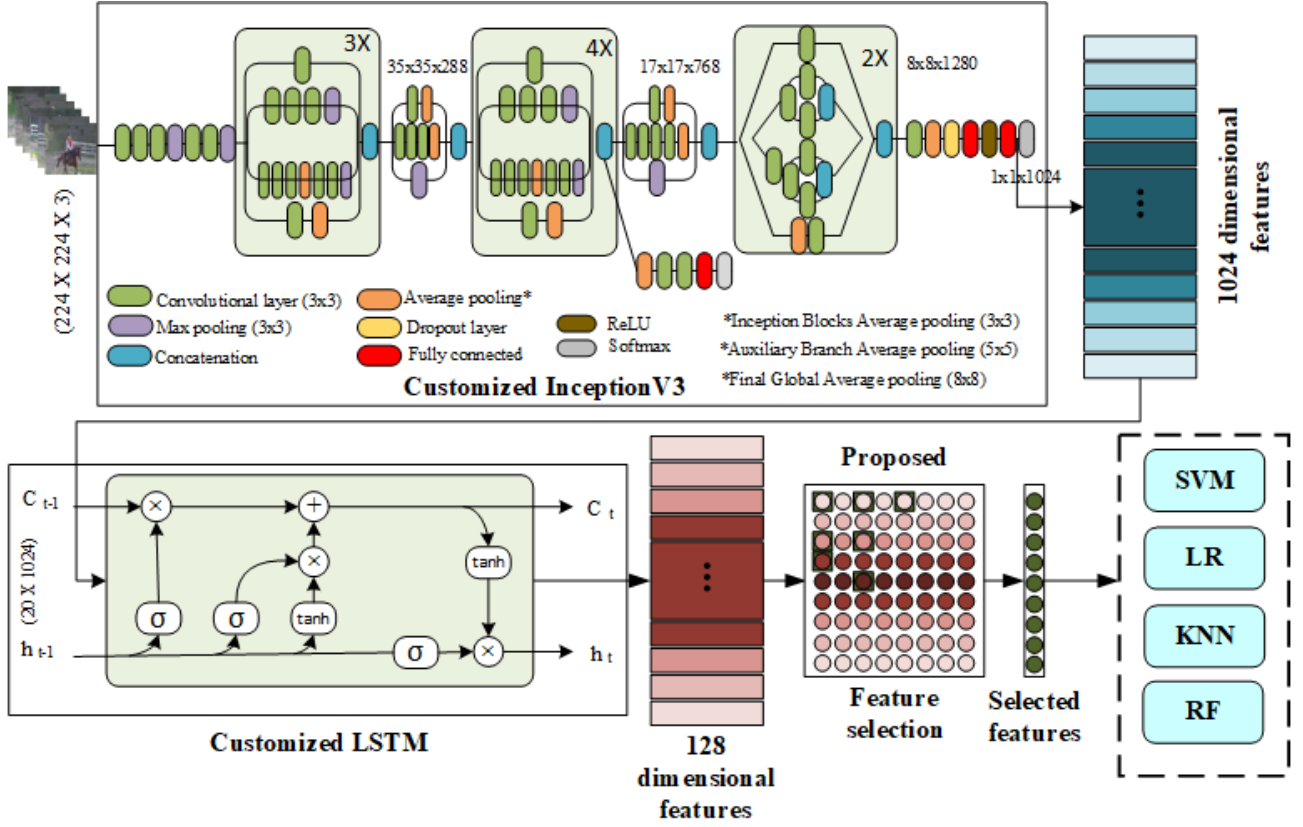 3X
4X
2X
35x35x288
17x17x768
8x8x1280
(224 X 224 X 3)
1x1x1024
1024 dimensional
features
Convolutional layer (3x3)
Max pooling (3x3)
Concatenation
Average pooling*
Dropout layer
Fully connected
ReLU
Softmax
*Inception Blocks Average pooling (3x3)
*Auxiliary Branch Average pooling (5x5)
*Final Global Average pooling (8x8)
Customized InceptionV3
C t-1
×
+
C t
(20 X 1024)
×
tanh
σ
σ
tanh
h t-1
σ
×
h t
Customized LSTM
128
dimensional
features
Proposed
Feature
selection
Selected
features
SVM
LR
KNN
RF